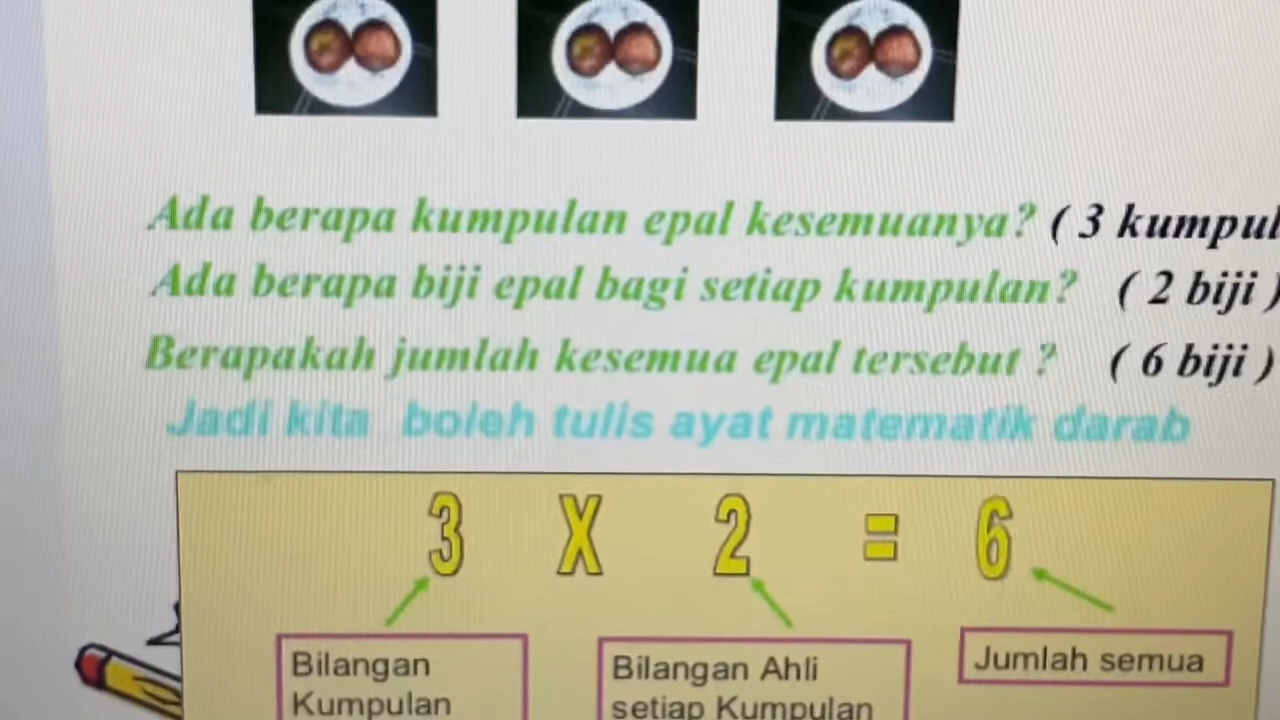 Ada berapa kumpulan epal kesemuanya? ( 3 kumpul
Ada berapa biji epal bagi setiap kumpulan? ( 2 biji )
Berapakah jumlah kesemua epal tersebut ? ( 6 biji )
Jadi kita boleh tulis ayat matematik darab
3 X 2 = 6
Bilangan
Kumpulan
Bilangan Ahli
setiap Kumpulan
Jumlah semua